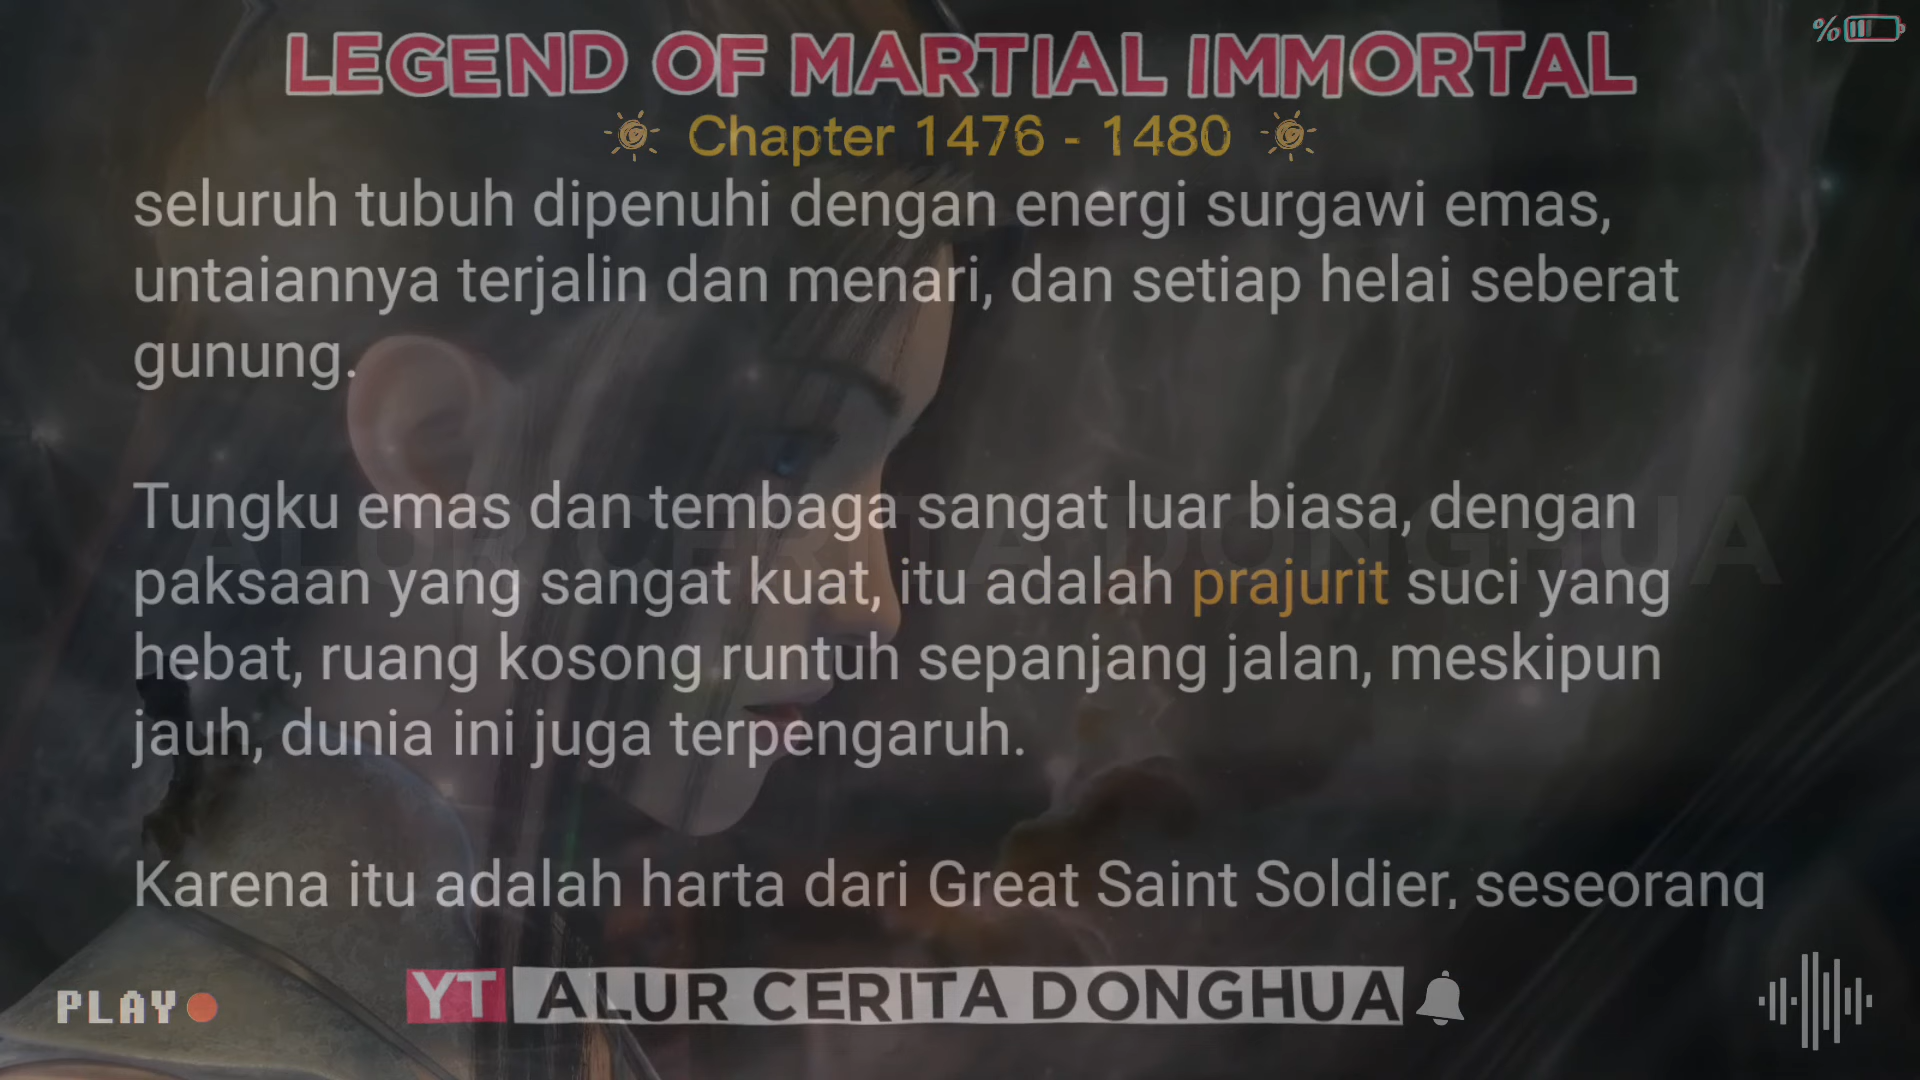 LEGEND OF MARTIAL IMMORTAL
%
Chapter 1476 - 1480
seluruh tubuh dipenuhi dengan energi surgawi emas,
untaiannya terjalin dan menari, dan setiap helai seberat
gunung.
Tungku emas dan tembaga sangat luar biasa, dengan
ALUR CERITA DONGHUA
paksaan yang sangat kuat, itu adalah prajurit suci yang
hebat, ruang kosong runtuh sepanjang jalan, meskipun
jauh, dunia ini juga terpengaruh.
Karena itu adalah harta dari Great Saint Soldier, seseorang
PLAY
YT ALUR CERITA DONGHUA